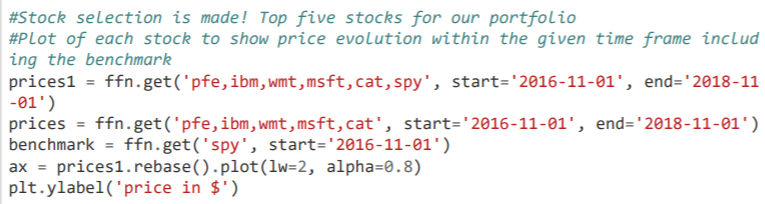 #Stock selection is made! Top five stocks for our portfolio
#Plot of each stock to show price evolution within the given time frame includ
ing the benchmark
prices1 = ffn.get('pfe,ibm,wmt,msft,cat,spy', start='2016-11-01', end='2018-11
-01')
prices = ffn.get('pfe,ibm,wmt,msft,cat', start='2016-11-01', end='2018-11-01')
benchmark = ffn.get('spy', start='2016-11-01')
ax = prices1.rebase().plot(lw=2, alpha=0.8)
plt.ylabel('price in $')